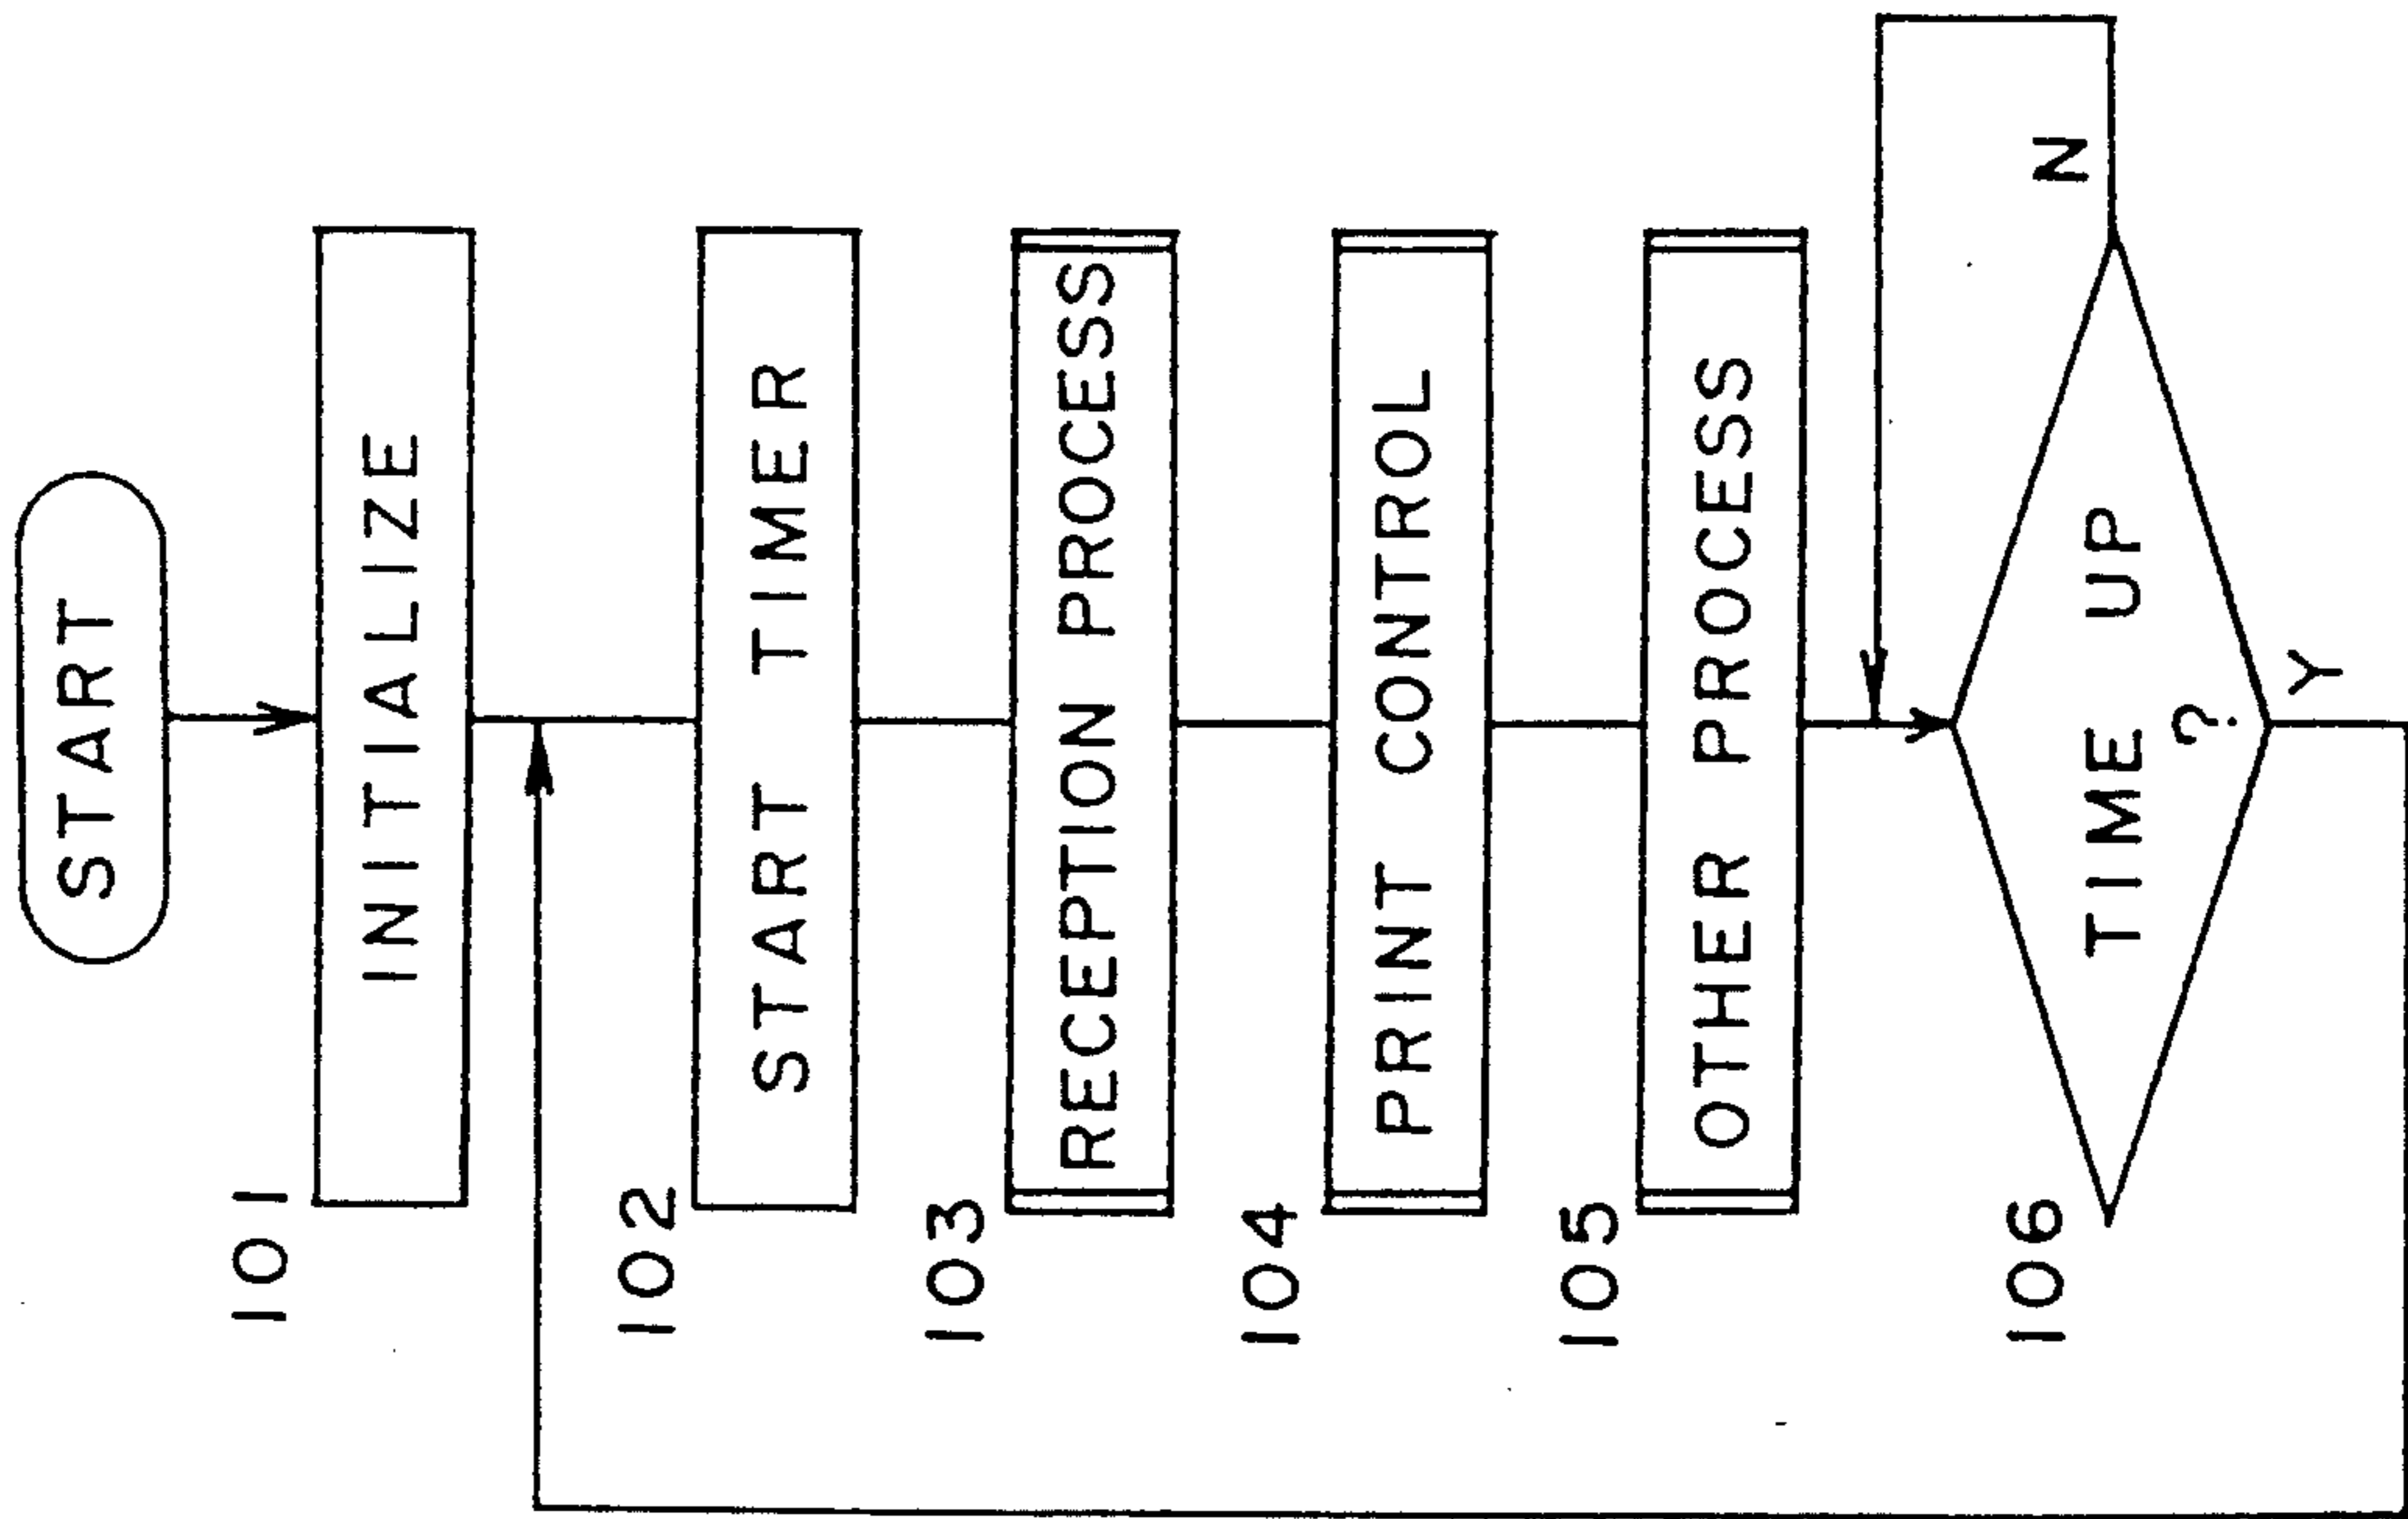 START
101
INITIALIZE
102
START TIMER
103
RECEPTION PROCESS
104
PRINT CONTROL
105
OTHER PROCESS
106
TIME UP
?
N
Y